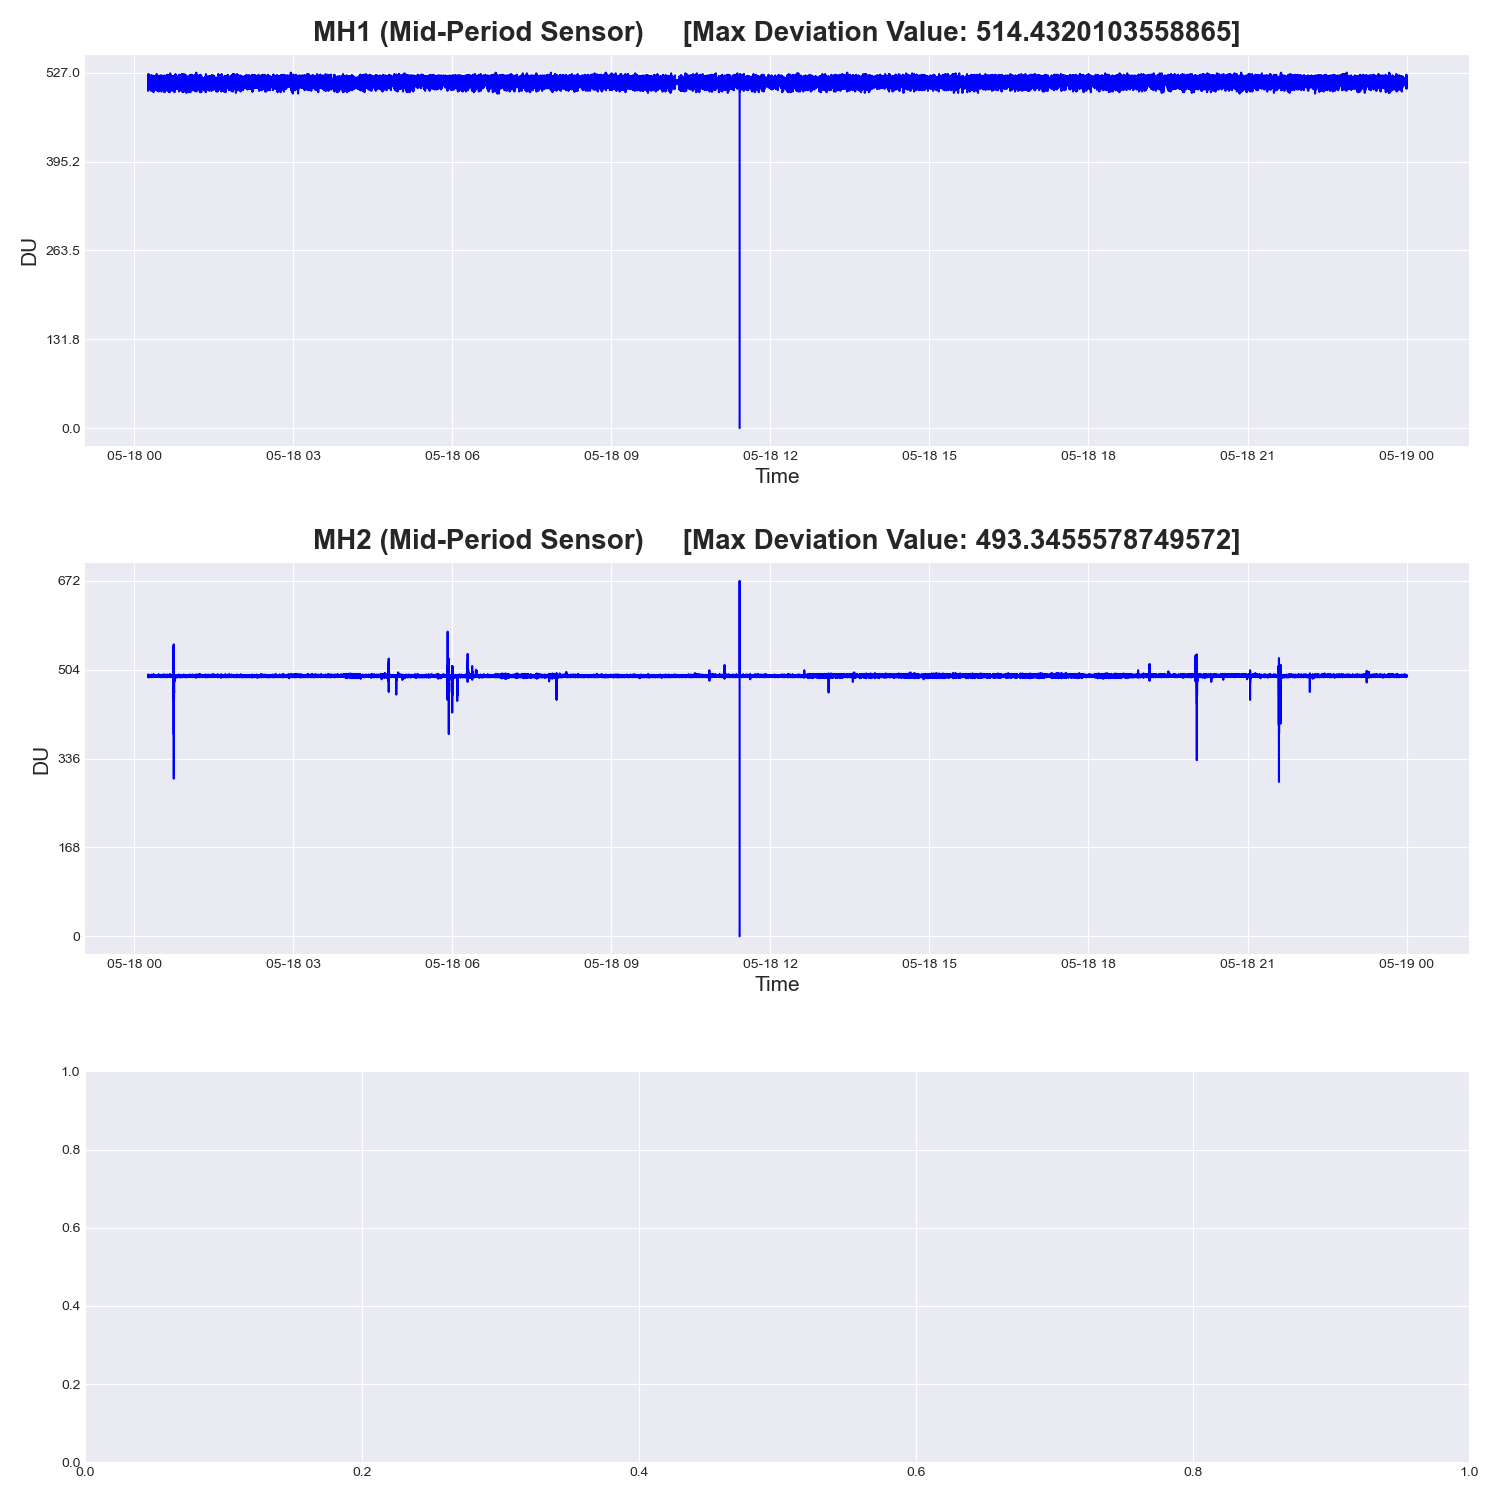 MH1 (Mid-Period Sensor) [Max Deviation Value: 514.4320103558865]
527.0
395.2
263.5
131.8
0.0
DU
05-18 00 05-18 03 05-18 06 05-18 09 05-18 12 05-18 15 05-18 18 05-18 21 05-19 00
Time
MH2 (Mid-Period Sensor) [Max Deviation Value: 493.3455578749572]
672
504
336
168
0
DU
05-18 00 05-18 03 05-18 06 05-18 09 05-18 12 05-18 15 05-18 18 05-18 21 05-19 00
Time
1.0
0.8
0.6
0.4
0.2
0.0
0.0 0.2 0.4 0.6 0.8 1.0